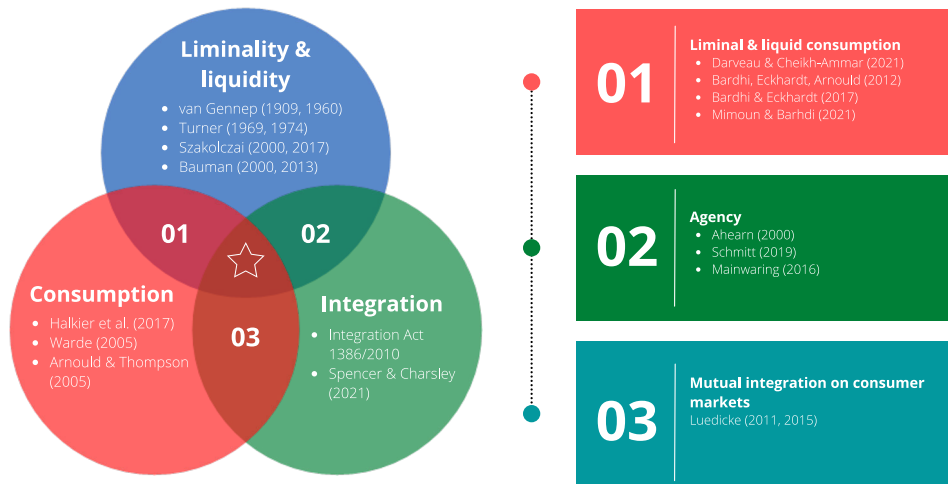 Liminality &
liquidity
• van Gennep (1909, 1960)
• Turner (1969, 1974)
• Szakolczai (2000, 2017)
• Bauman (2000, 2013)
01
02
03
Consumption
• Halkier et al. (2017)
• Warde (2005)
• Arnould & Thompson
(2005)
Integration
• Integration Act
1386/2010
• Spencer & Charsley
(2021)
01
Liminal & liquid consumption
• Darveau & Cheikh-Ammar (2021)
• Bardhi, Eckhardt, Arnould (2012)
• Bardhi & Eckhardt (2017)
• Mimoun & Barhdi (2021)
02
Agency
• Ahearn (2000)
• Schmitt (2019)
• Mainwaring (2016)
03
Mutual integration on consumer
markets
Luedicke (2011, 2015)